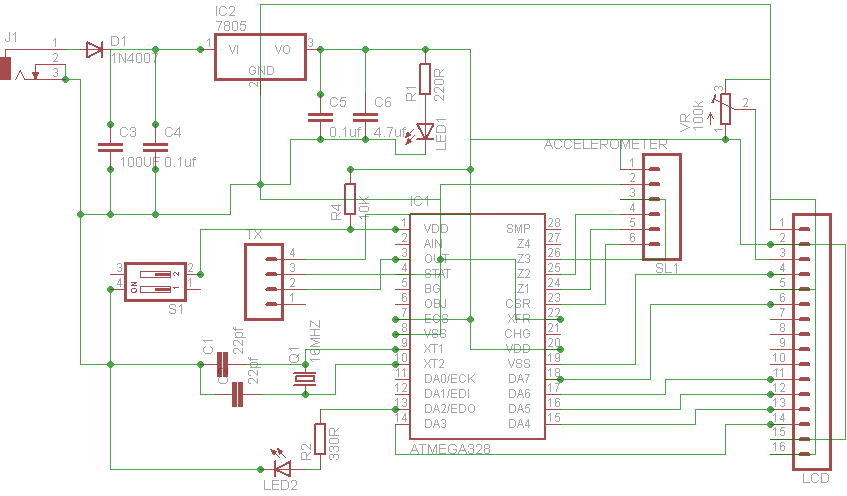 J1
1
2
3
D1
1N4007
IC2
7805
1
VI
VO
3
GND
2
C3
100UF
C4
0.1uf
C5
0.1uf
C6
4.7uf
R1
220R
LED1
VR
100k
3
2
1
ACCELEROMETER
1
2
3
4
5
6
SL1
R4
10K
IC1
1
VDD
SMP
28
2
AIN
Z4
27
3
OUT
Z3
26
4
STAT
Z2
25
5
BG
Z1
24
6
OBJ
CSR
23
7
EOS
XFR
22
8
VSS
CHG
21
9
XT1
VDD
20
10
XT2
VSS
19
11
DA0/ECK
DA7
18
12
DA1/EDI
DA6
17
13
DA2/EDO
DA5
16
14
DA3
DA4
15
ATMEGA328
TX
4
3
2
1
3
4
ON
2
1
2
1
S1
C1
22pf
22pf
Q1
16MHZ
R2
330R
LED2
1
2
3
4
5
6
7
8
9
10
11
12
13
14
15
16
LCD